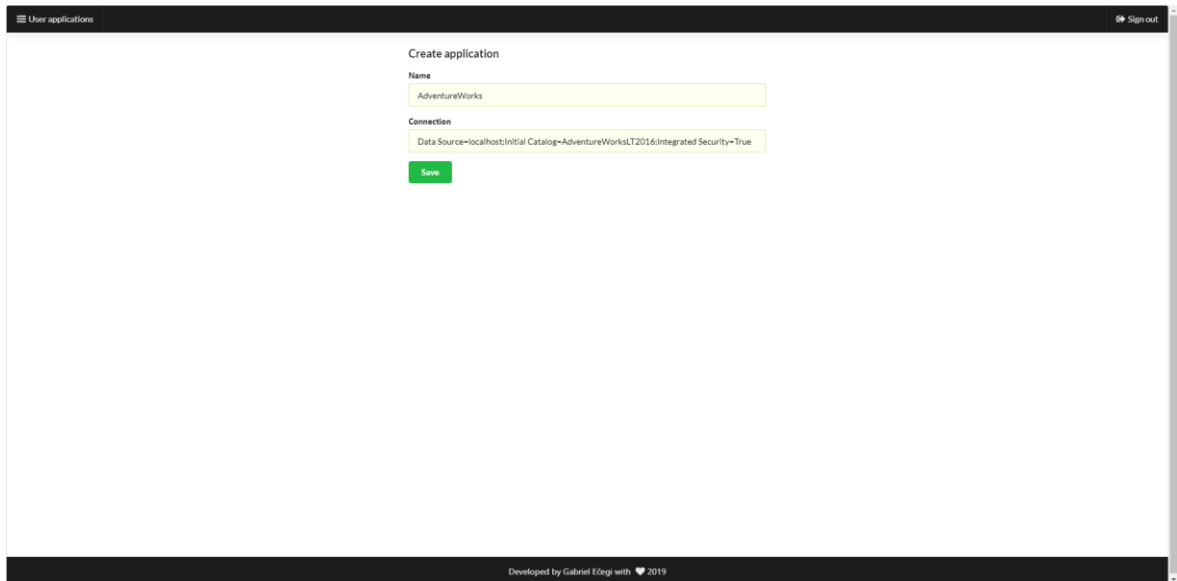 User applications
Sign out
Create application
Name
AdventureWorks
Connection
Data Source=localhost;Initial Catalog=AdventureWorksLT2016;Integrated Security=True
Save
Developed by Gabriel Ečegi with 2019